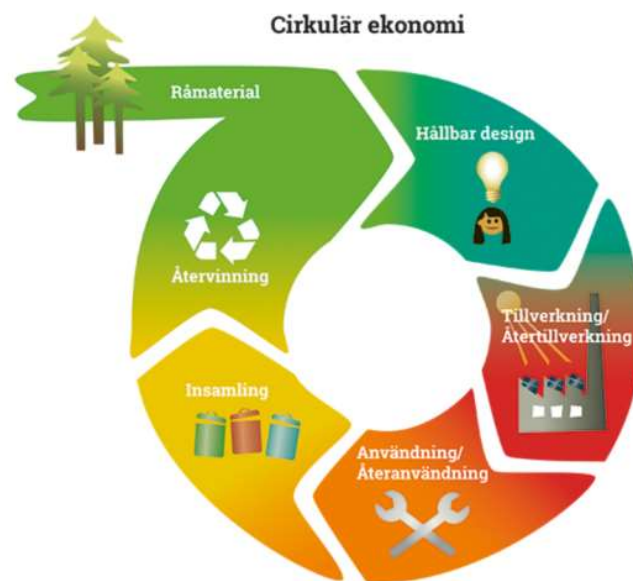 Cirkulär ekonomi
Råmaterial
Hållbar design
Tillverkning/
Återtillverkning
Användning/
Återanvändning
Insamling
Återvinning